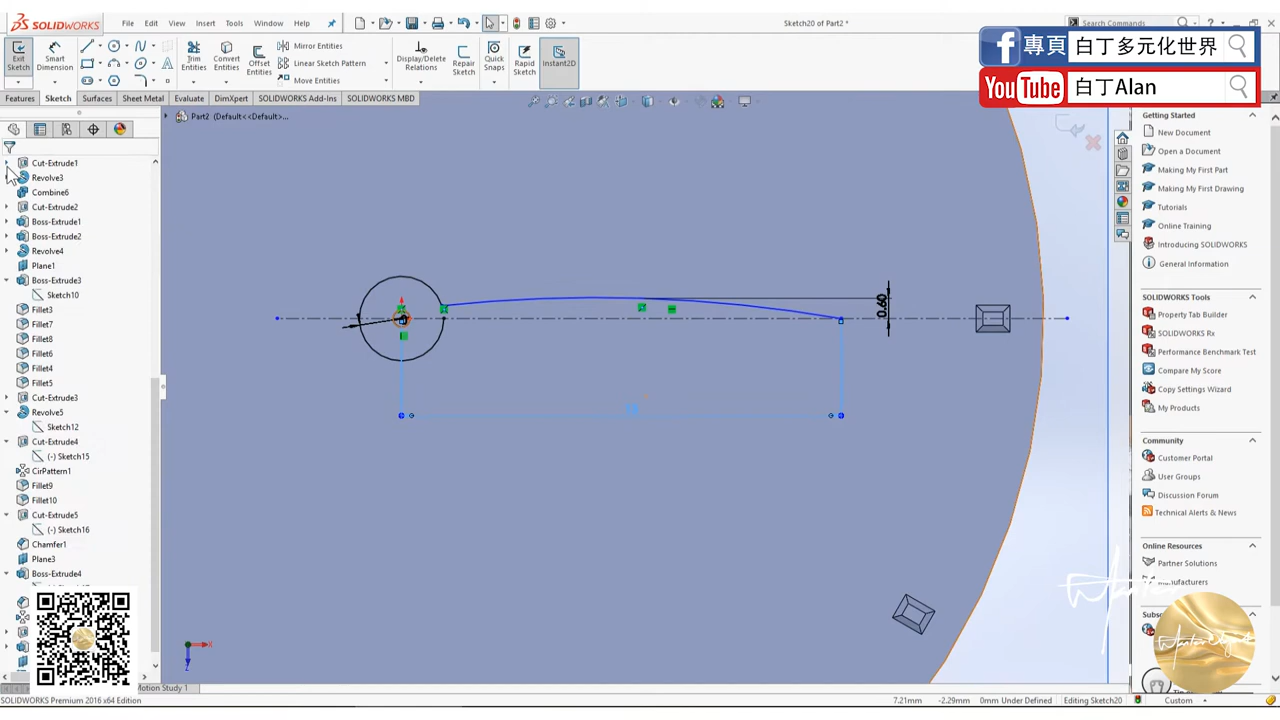 SOLIDWORKS
File
Edit
View
Insert
Tools
Window
Help
Sketch20 of Part2 *
Search Commands
專頁
白丁多元化世界
YouTube
白丁Alan
Exit Sketch
Smart Dimension
Trim Entities
Convert Entities
Offset Entities
Mirror Entities
Linear Sketch Pattern
Move Entities
Display/Delete Relations
Repair Sketch
Quick Snaps
Rapid Sketch
Instant2D
Features
Sketch
Surfaces
Sheet Metal
Evaluate
DimXpert
SOLIDWORKS Add-Ins
SOLIDWORKS MBD
Part2 (Default<<Default>...
Cut-Extrude1
Revolve3
Combine6
Cut-Extrude2
Boss-Extrude1
Boss-Extrude2
Revolve4
Plane1
Boss-Extrude3
Sketch10
Fillet3
Fillet7
Fillet8
Fillet6
Fillet4
Fillet5
Cut-Extrude3
Revolve5
Sketch12
Cut-Extrude4
(-) Sketch15
CirPattern1
Fillet9
Fillet10
Cut-Extrude5
(-) Sketch16
Chamfer1
Plane3
Boss-Extrude4
0.60
X
Z
Getting Started
New Document
Open a Document
Making My First Part
Making My First Drawing
Tutorials
Online Training
Introducing SOLIDWORKS
General Information
SOLIDWORKS Tools
Property Tab Builder
SOLIDWORKS Rx
Performance Benchmark Test
Compare My Score
Copy Settings Wizard
My Products
Community
Customer Portal
User Groups
Discussion Forum
Technical Alerts & News
Online Resources
Partner Solutions
Manufacturers
Motion Study 1
SOLIDWORKS Premium 2016 x64 Edition
7.21mm
-2.29mm
0mm Under Defined
Editing Sketch20
Custom